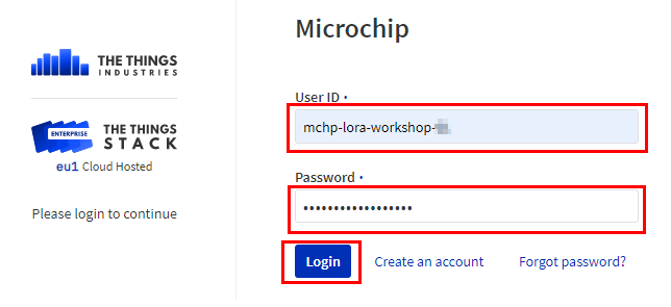 THE THINGS
INDUSTRIES
ENTERPRISE
THE THINGS
STACK
eu1 Cloud Hosted
Please login to continue
Microchip
User ID •
mchp-lora-workshop-
Password •
••••••••••••••••••
Login
Create an account
Forgot password?